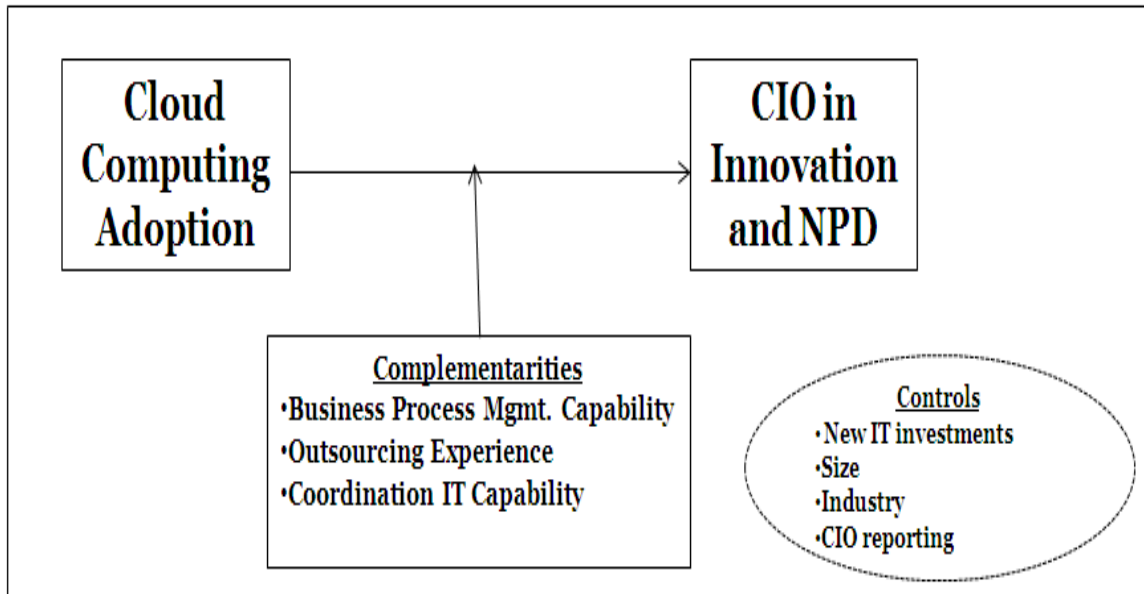 Cloud
Computing
Adoption
CIO in
Innovation
and NPD
Complementarities
•Business Process Mgmt. Capability
•Outsourcing Experience
•Coordination IT Capability
Controls
•New IT investments
•Size
•Industry
•CIO reporting